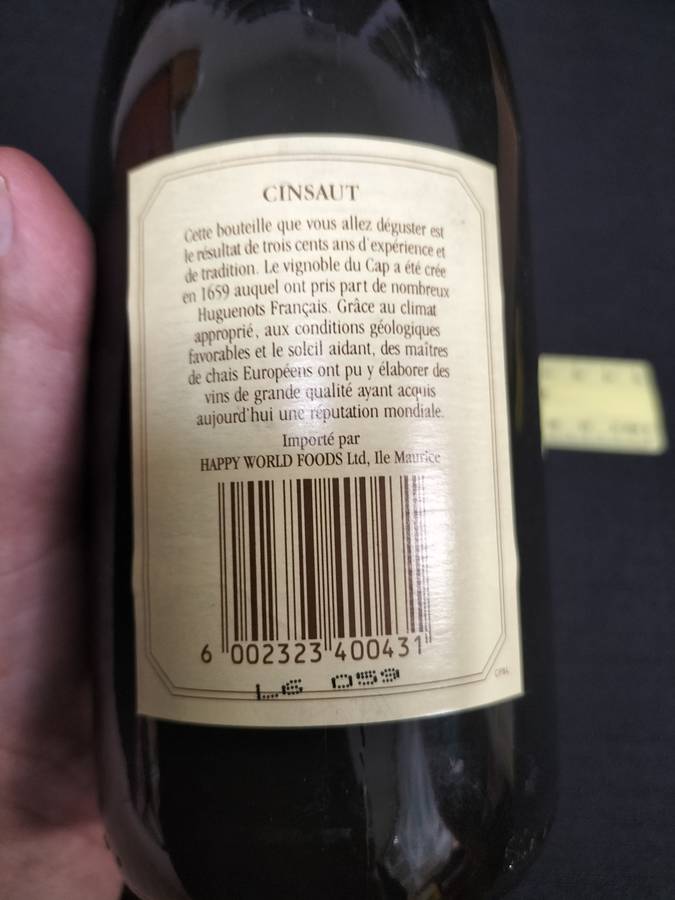 CINSAUT
Cette bouteille que vous allez déguster est
le résultat de trois cents ans d'expérience et
de tradition. Le vignoble du Cap a été crée
en 1659 auquel ont pris part de nombreux
Huguenots Français. Grâce au climat
approprié, aux conditions géologiques
favorables et le soleil aidant, des maîtres
de chais Européens ont pu y élaborer des
vins de grande qualité ayant acquis
aujourd'hui une réputation mondiale.
Importé par
HAPPY WORLD FOODS Ltd, Ile Maurice
6 002323 400431
L6 059